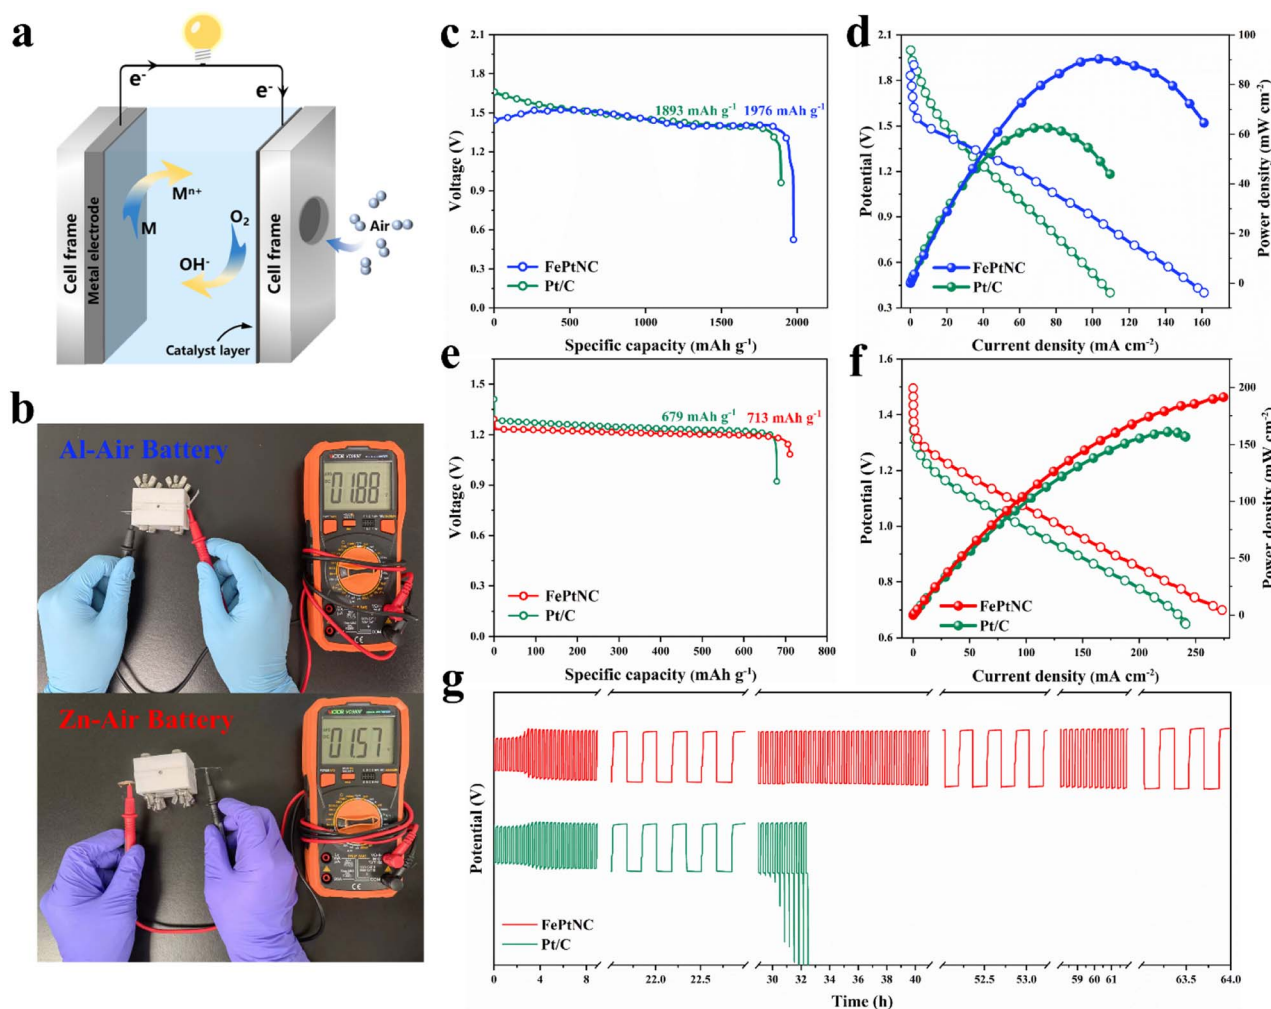 a
e-
e-
Cell frame
Metal electrode
Mn+
M
O2
OH-
Cell frame
Air
Catalyst layer
b
Al-Air Battery
01.88
Zn-Air Battery
01.57
c
2.1
1.8
1.5
1.2
0.9
0.6
0.3
0.0
Voltage (V)
1893 mAh g-1
1976 mAh g-1
FePtNC
Pt/C
0 500 1000 1500 2000
Specific capacity (mAh g-1)
d
2.1
1.8
1.5
1.2
0.9
0.6
0.3
Potential (V)
FePtNC
Pt/C
100
80
60
40
20
0
Power density (mW cm-2)
0 20 40 60 80 100 120 140 160
Current density (mA cm-2)
e
1.5
1.2
0.9
0.6
0.3
0.0
Voltage (V)
679 mAh g-1
713 mAh g-1
FePtNC
Pt/C
0 100 200 300 400 500 600 700 800
Specific capacity (mAh g-1)
f
1.6
1.4
1.2
1.0
0.8
0.6
Potential (V)
FePtNC
Pt/C
200
150
100
50
0
Power density (mW cm-2)
0 50 100 150 200 250
Current density (mA cm-2)
g
Potential (V)
FePtNC
Pt/C
0 4 8 22.0 22.5 30 32 34 36 38 40 52.5 53.0 59 60 61 63.5 64.0
Time (h)